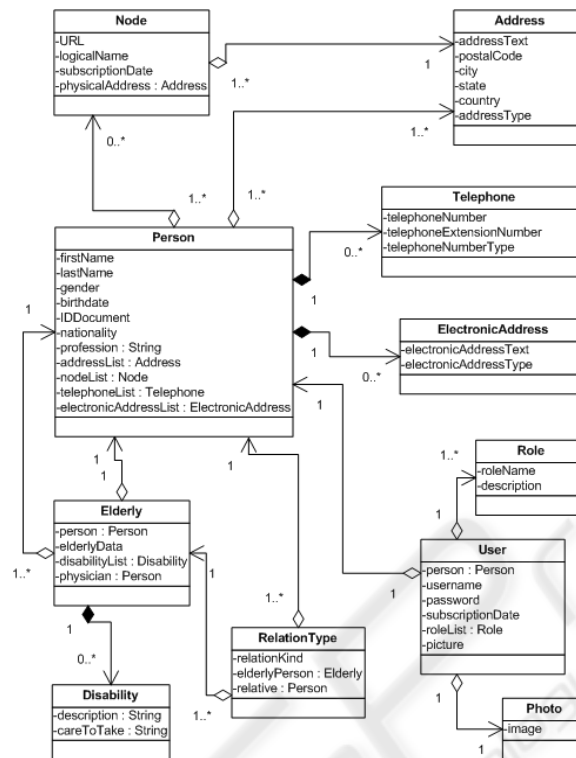 Node
-URL
-logicalName
-subscriptionDate
-physicalAddress : Address
Address
-addressText
-postalCode
-city
-state
-country
-addressType
1..*
1
0..*
1..*
1..*
1..*
Person
-firstName
-lastName
-gender
-birthdate
-IDDocument
-nationality
-profession : String
-addressList : Address
-nodeList : Node
-telephoneList : Telephone
-electronicAddressList : ElectronicAddress
Telephone
-telephoneNumber
-telephoneExtensionNumber
-telephoneNumberType
1
0..*
ElectronicAddress
-electronicAddressText
-electronicAddressType
1
0..*
1
1
1
1
1
Role
-roleName
-description
1..*
1
Elderly
-person : Person
-elderlyData
-disabilityList : Disability
-physician : Person
1..*
1
1
User
-person : Person
-username
-password
-subscriptionDate
-roleList : Role
-picture
1
1..*
RelationType
-relationKind
-elderlyPerson : Elderly
-relative : Person
1..*
0..*
Disability
-description : String
-careToTake : String
1
Photo
-image
1